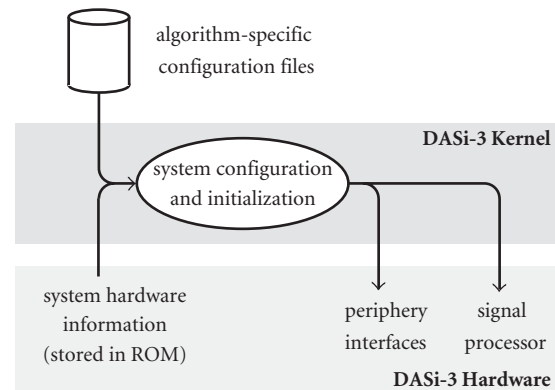 algorithm-specific
configuration files
DASi-3 Kernel
system configuration
and initialization
system hardware
information
(stored in ROM)
periphery
interfaces
signal
processor
DASi-3 Hardware